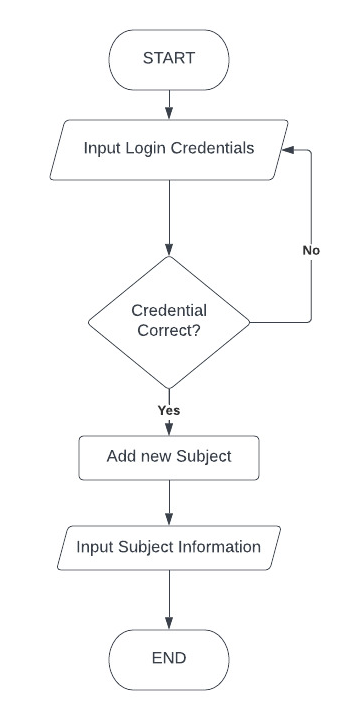 START
Input Login Credentials
No
Credential
Correct?
Yes
Add new Subject
Input Subject Information
END